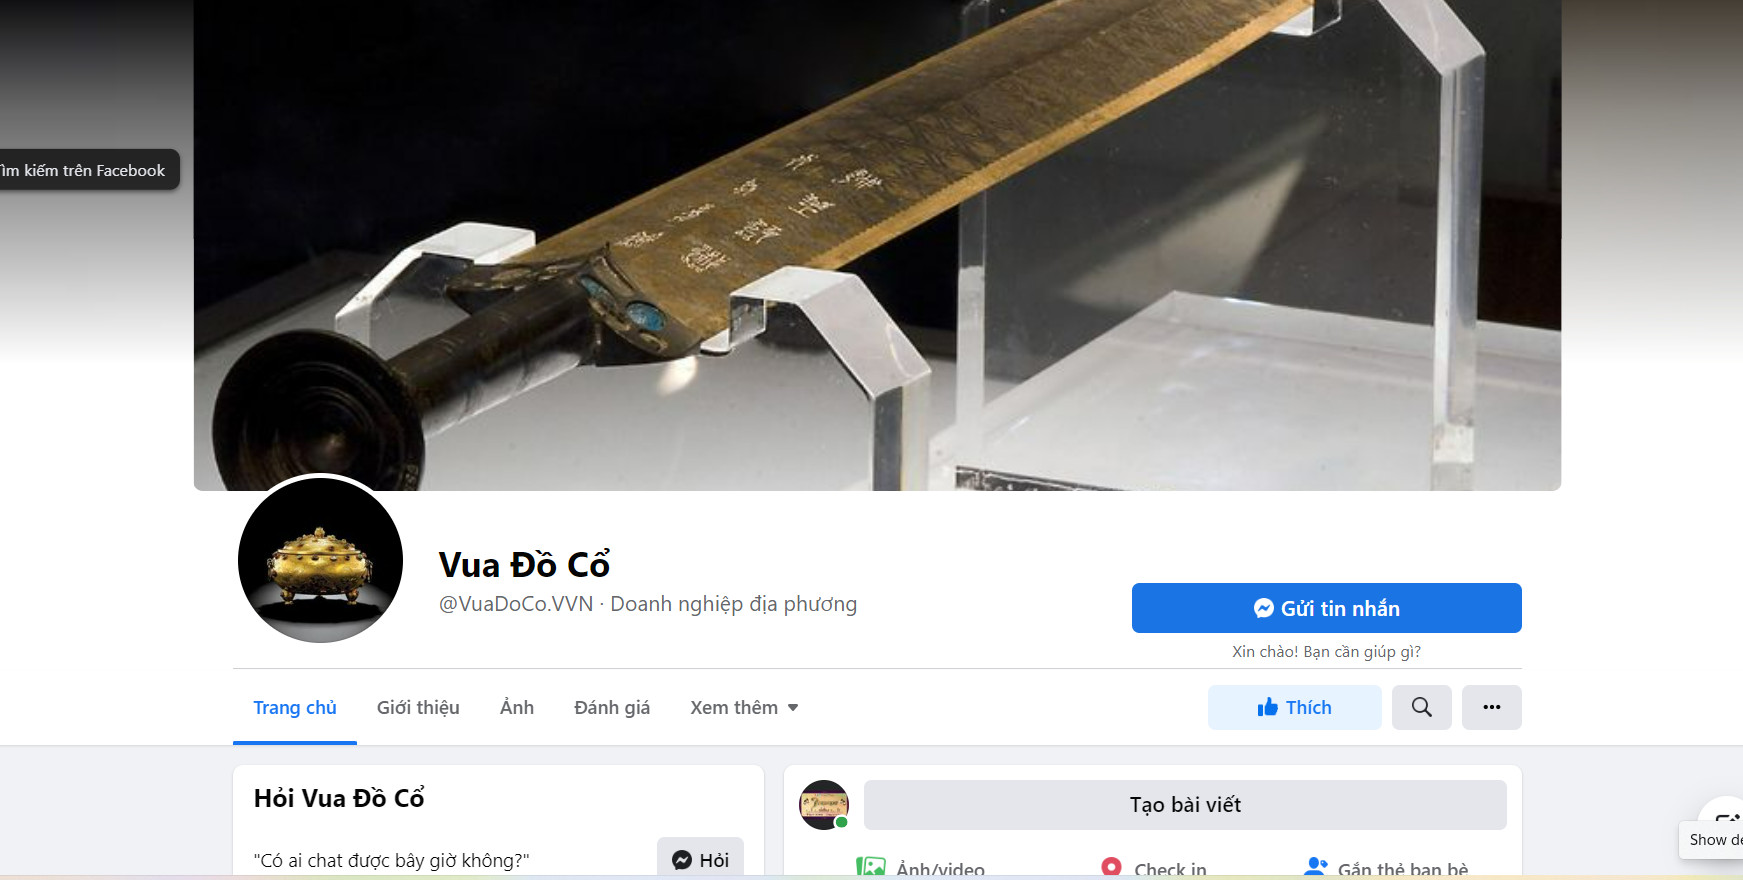 Tìm kiếm trên Facebook
Vua Đồ Cổ
@VuaDoCo.VVN · Doanh nghiệp địa phương
Gửi tin nhắn
Xin chào! Bạn cần giúp gì?
Trang chủ
Giới thiệu
Ảnh
Đánh giá
Xem thêm
Thích
Hỏi Vua Đồ Cổ
Tạo bài viết
"Có ai chat được bây giờ không?"
Hỏi
Ảnh/video
Check in
Gắn thẻ bạn bè
Show de